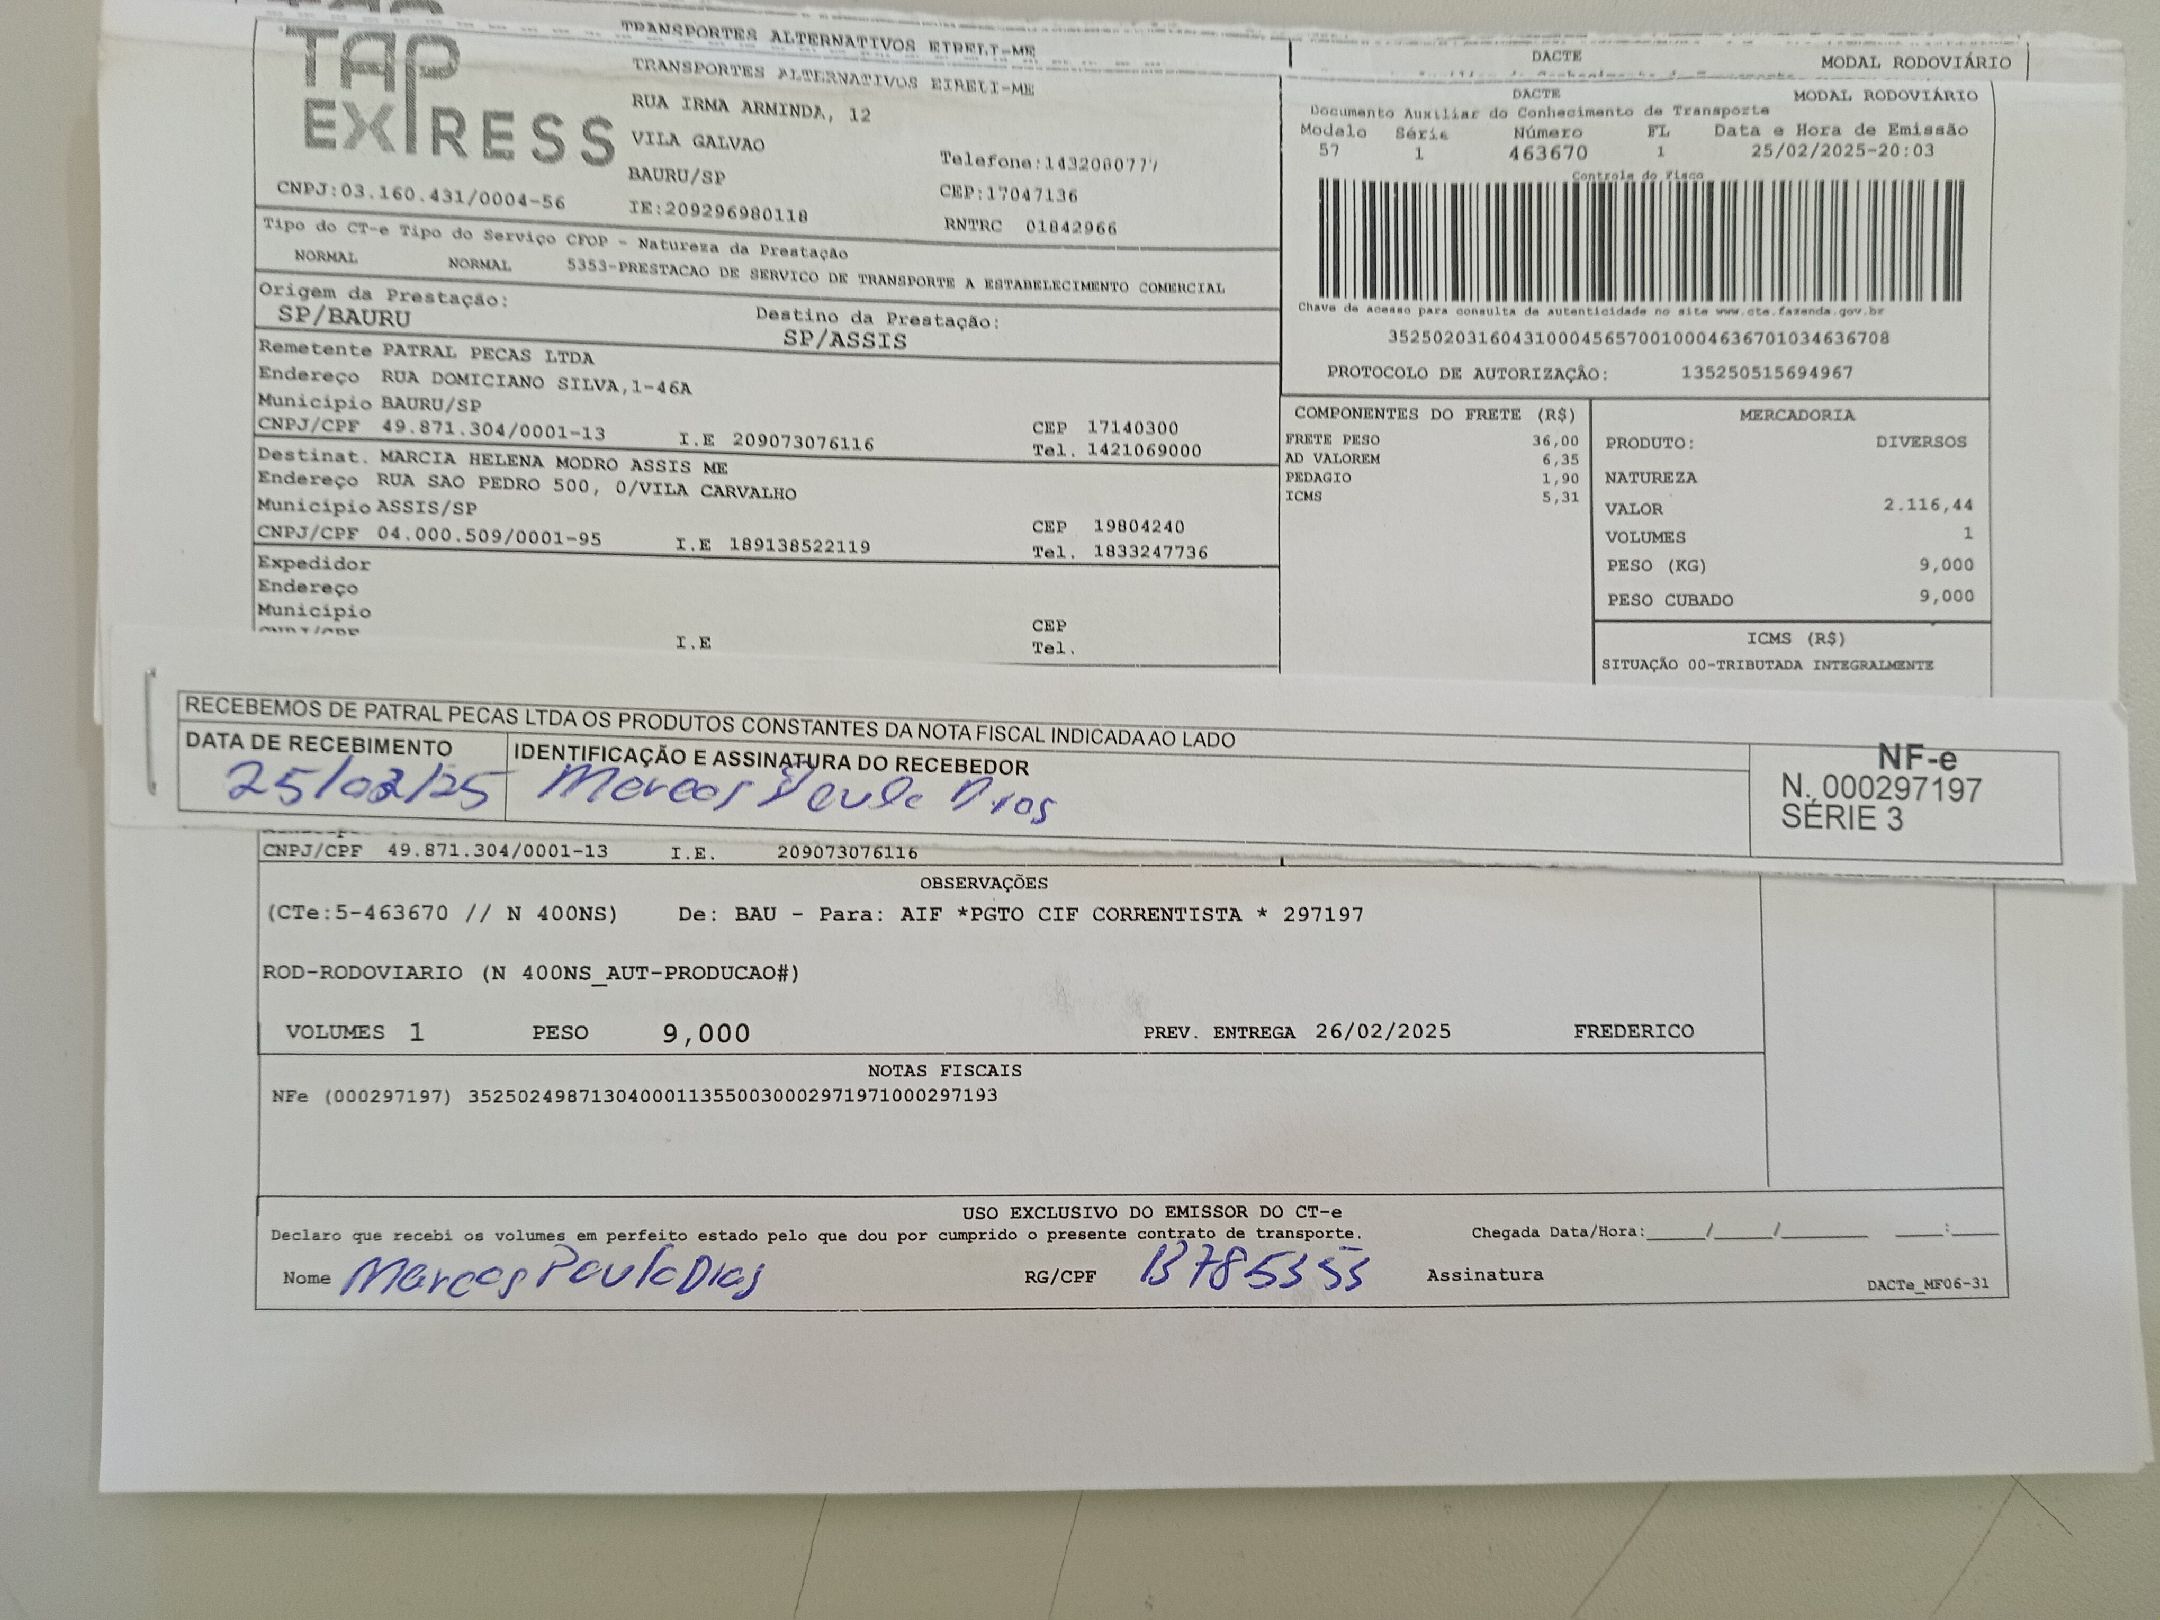 TRANSPORTES ALTERNATIVOS EIRELI-ME
DACTE
MODAL RODOVIÁRIO
TAP
EXPRESS
TRANSPORTES ALTERNATIVOS EIRELI-ME
RUA IRMA ARMINDA, 12
VILA GALVAO
BAURU/SP
Telefone:1432080777
CEP:17047136
CNPJ:03.160.431/0004-56
IE:209296980118
RNTRC 01842966
DACTE
MODAL RODOVIÁRIO
Documento Auxiliar do Conhecimento de Transporte
Modelo Série Número FL Data e Hora de Emissão
57 1 463670 1 25/02/2025-20:03
Controle do Fisco
Chave de acesso para consulta de autenticidade no site www.cte.fazenda.gov.br
35250203160431000456570010004636701034636708
PROTOCOLO DE AUTORIZAÇÃO: 135250515694967
Tipo do CT-e Tipo do Serviço CFOP - Natureza da Prestação
NORMAL NORMAL 5353-PRESTACAO DE SERVICO DE TRANSPORTE A ESTABELECIMENTO COMERCIAL
Origem da Prestação:
SP/BAURU
Destino da Prestação:
SP/ASSIS
Remetente PATRAL PECAS LTDA
Endereço RUA DOMICIANO SILVA,1-46A
Município BAURU/SP
CEP 17140300
CNPJ/CPF 49.871.304/0001-13 I.E 209073076116 Tel. 1421069000
Destinat. MARCIA HELENA MODRO ASSIS ME
Endereço RUA SAO PEDRO 500, 0/VILA CARVALHO
Município ASSIS/SP
CEP 19804240
CNPJ/CPF 04.000.509/0001-95 I.E 189138522119 Tel. 1833247736
Expedidor
Endereço
Município
CEP
CNPJ/CPF I.E Tel.
COMPONENTES DO FRETE (R$)
FRETE PESO 36,00
AD VALOREM 6,35
PEDAGIO 1,90
ICMS 5,31
MERCADORIA
PRODUTO: DIVERSOS
NATUREZA
VALOR 2.116,44
VOLUMES 1
PESO (KG) 9,000
PESO CUBADO 9,000
ICMS (R$)
SITUAÇÃO 00-TRIBUTADA INTEGRALMENTE
RECEBEMOS DE PATRAL PECAS LTDA OS PRODUTOS CONSTANTES DA NOTA FISCAL INDICADA AO LADO
DATA DE RECEBIMENTO
25/02/25
IDENTIFICAÇÃO E ASSINATURA DO RECEBEDOR
Marcos Paulo Dias
NF-e
N. 000297197
SÉRIE 3
CNPJ/CPF 49.871.304/0001-13 I.E. 209073076116
OBSERVAÇÕES
(CTe:5-463670 // N 400NS) De: BAU - Para: AIF *PGTO CIF CORRENTISTA * 297197
ROD-RODOVIARIO (N 400NS_AUT-PRODUCAO#)
VOLUMES 1 PESO 9,000 PREV. ENTREGA 26/02/2025 FREDERICO
NOTAS FISCAIS
NFe (000297197) 35250249871304000113550030002971971000297193
USO EXCLUSIVO DO EMISSOR DO CT-e
Declaro que recebi os volumes em perfeito estado pelo que dou por cumprido o presente contrato de transporte. Chegada Data/Hora:____/____/____ ___:___
Nome Marcos Paulo Dias RG/CPF 13785353 Assinatura
DACTe_MF06-31